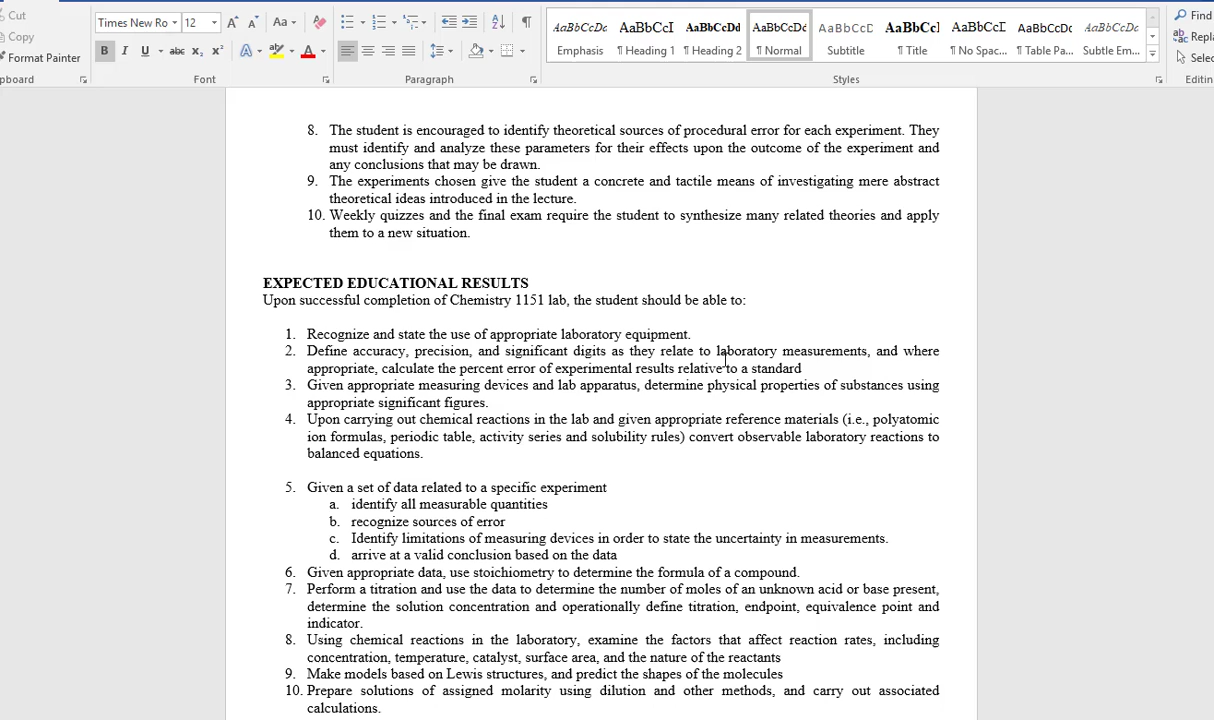 Cut
Copy
Format Painter
pboard
Times New Ro 12 Aa
B I U abc x₂ x² A ab A
Font
Paragraph
AaBbCcDc AaBbCcI AaBbCcDd AaBbCcDd AaBbCcD AaBbCcI AaBbCcDd AaBbCcDc AaBbCcDd
Emphasis ¶ Heading 1 ¶ Heading 2 ¶ Normal Subtitle ¶ Title ¶ No Spac... ¶ Table Pa... Subtle Em...
Styles
Find
Repla
Selec
Editin
8. The student is encouraged to identify theoretical sources of procedural error for each experiment. They
must identify and analyze these parameters for their effects upon the outcome of the experiment and
any conclusions that may be drawn.
9. The experiments chosen give the student a concrete and tactile means of investigating mere abstract
theoretical ideas introduced in the lecture.
10. Weekly quizzes and the final exam require the student to synthesize many related theories and apply
them to a new situation.
EXPECTED EDUCATIONAL RESULTS
Upon successful completion of Chemistry 1151 lab, the student should be able to:
1. Recognize and state the use of appropriate laboratory equipment.
2. Define accuracy, precision, and significant digits as they relate to laboratory measurements, and where
appropriate, calculate the percent error of experimental results relative to a standard
3. Given appropriate measuring devices and lab apparatus, determine physical properties of substances using
appropriate significant figures.
4. Upon carrying out chemical reactions in the lab and given appropriate reference materials (i.e., polyatomic
ion formulas, periodic table, activity series and solubility rules) convert observable laboratory reactions to
balanced equations.
5. Given a set of data related to a specific experiment
a. identify all measurable quantities
b. recognize sources of error
c. Identify limitations of measuring devices in order to state the uncertainty in measurements.
d. arrive at a valid conclusion based on the data
6. Given appropriate data, use stoichiometry to determine the formula of a compound.
7. Perform a titration and use the data to determine the number of moles of an unknown acid or base present,
determine the solution concentration and operationally define titration, endpoint, equivalence point and
indicator.
8. Using chemical reactions in the laboratory, examine the factors that affect reaction rates, including
concentration, temperature, catalyst, surface area, and the nature of the reactants
9. Make models based on Lewis structures, and predict the shapes of the molecules
10. Prepare solutions of assigned molarity using dilution and other methods, and carry out associated
calculations.